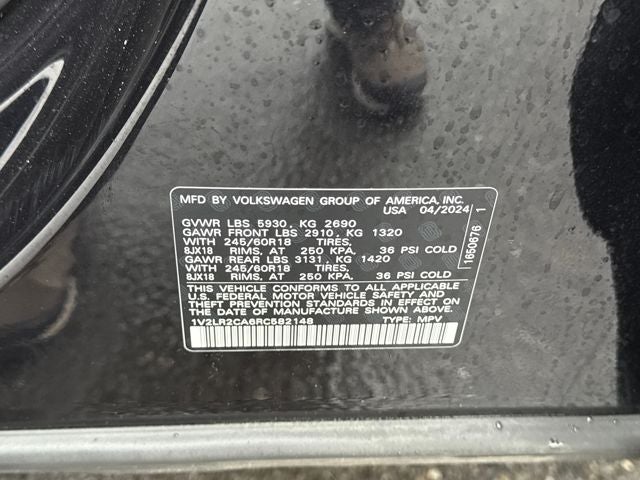 MFD BY VOLKSWAGEN GROUP OF AMERICA, INC.
USA 04/2024
GVWR LBS 5930, KG 2690
GAWR FRONT LBS 2910, KG 1320
WITH 245/60R18 TIRES,
8JX18 RIMS, AT 250 KPA, 36 PSI COLD
GAWR REAR LBS 3131, KG 1420
WITH 245/60R18 TIRES,
8JX18 RIMS, AT 250 KPA, 36 PSI COLD
THIS VEHICLE CONFORMS TO ALL APPLICABLE
U.S. FEDERAL MOTOR VEHICLE SAFETY AND
THEFT PREVENTION STANDARDS IN EFFECT ON
THE DATE OF MANUFACTURE SHOWN ABOVE.
1V2LR2CA6RC582148 TYPE: MPV
1650676 1